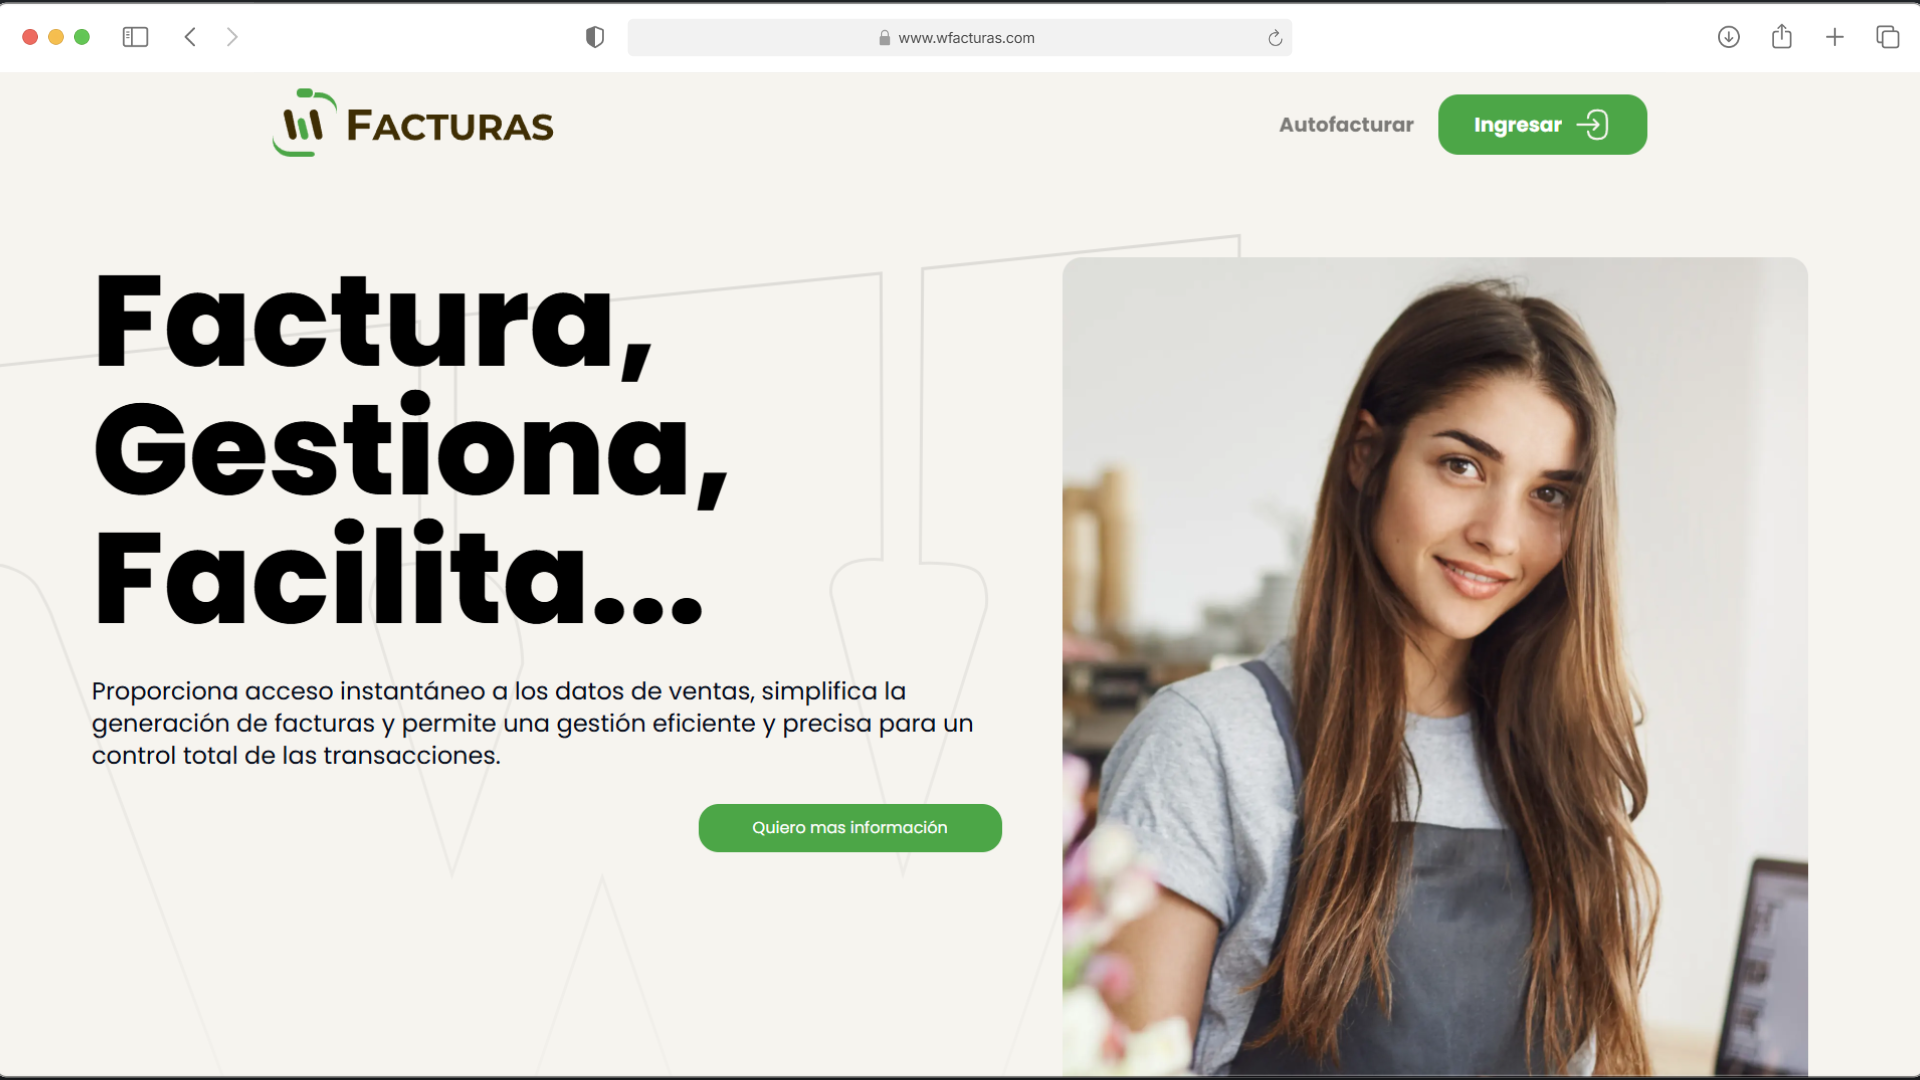 www.wfacturas.com
W FACTURAS
Autofacturar
Ingresar
Factura,
Gestiona,
Facilita...
Proporciona acceso instantáneo a los datos de ventas, simplifica la
generación de facturas y permite una gestión eficiente y precisa para un
control total de las transacciones.
Quiero mas información